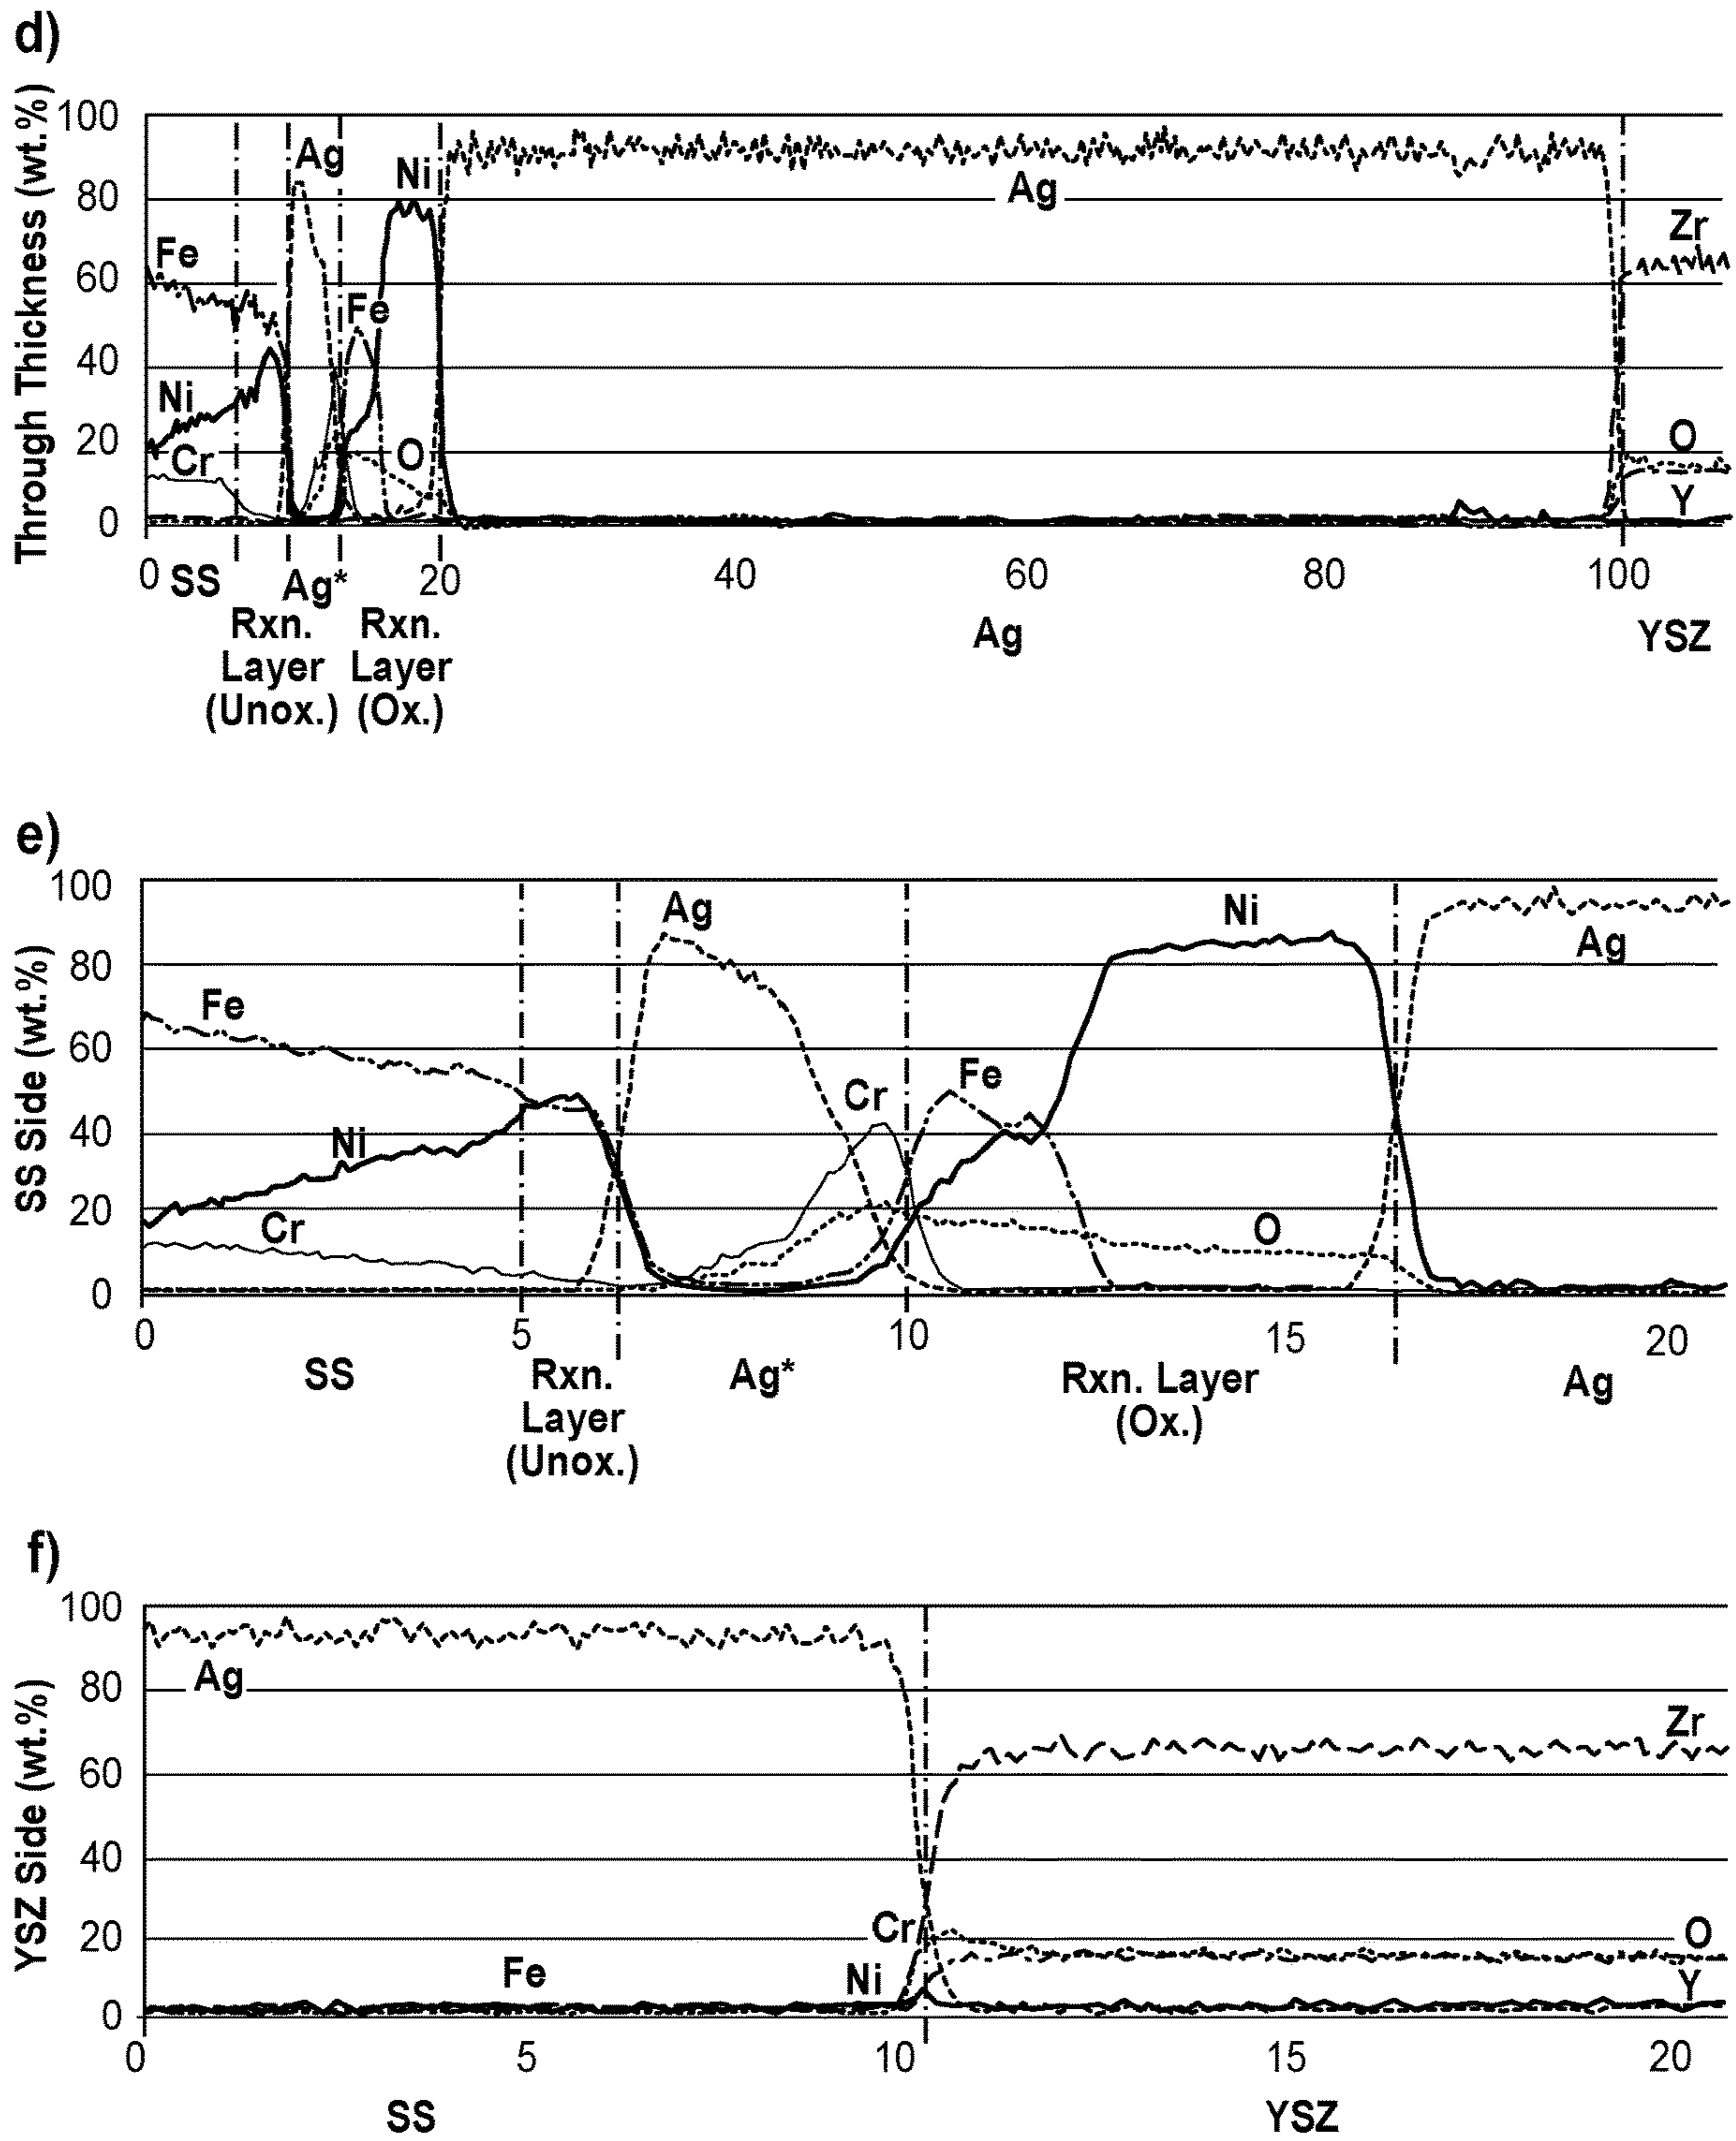 d)
Through Thickness (wt.%)
100
80
60
40
20
0
Fe
Ni
Cr
Ag
Ni
Fe
O
Ag
Zr
O
Y
0 SS Ag* 20 40 60 80 100
Rxn. Layer (Unox.)
Rxn. Layer (Ox.)
Ag
YSZ
e)
SS Side (wt.%)
100
80
60
40
20
0
Fe
Ni
Cr
Ag
Cr
Fe
Ni
O
Ag
0 5 10 15 20
SS
Rxn.
Layer
(Unox.)
Ag*
Rxn. Layer
(Ox.)
Ag
f)
YSZ Side (wt.%)
100
80
60
40
20
0
Ag
Fe
Cr
Ni
Zr
O
Y
0 5 10 15 20
SS YSZ